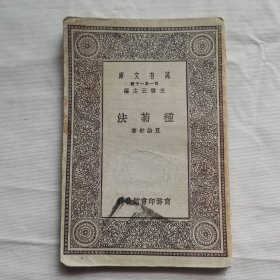 萬有文庫
第一集一千種
王雲五主編
種菊法
夏詒彬著
商務印書館發行